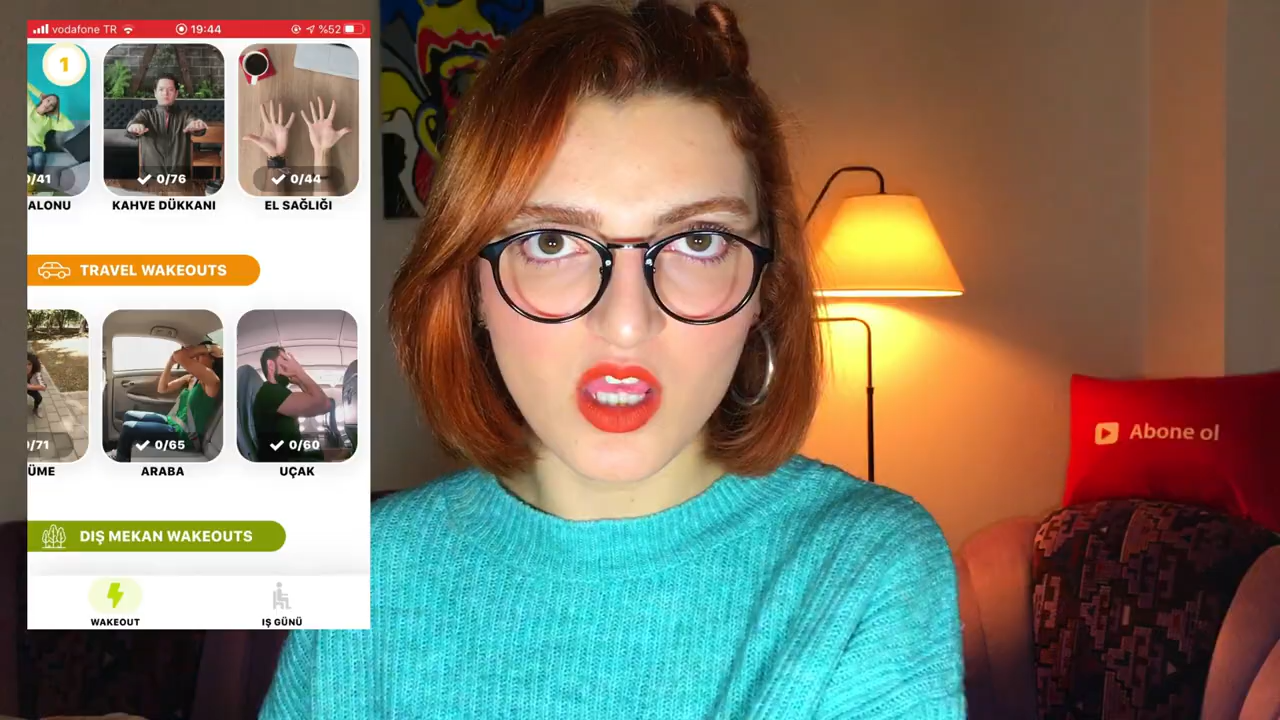 vodafone TR 19:44 %52
1
0/41 0/76 0/44
ALONU KAHVE DÜKKANI EL SAĞLIĞI
TRAVEL WAKEOUTS
0/71 0/65 0/60
ÜME ARABA UÇAK
DIŞ MEKAN WAKEOUTS
WAKEOUT IŞ GÜNÜ
Abone ol